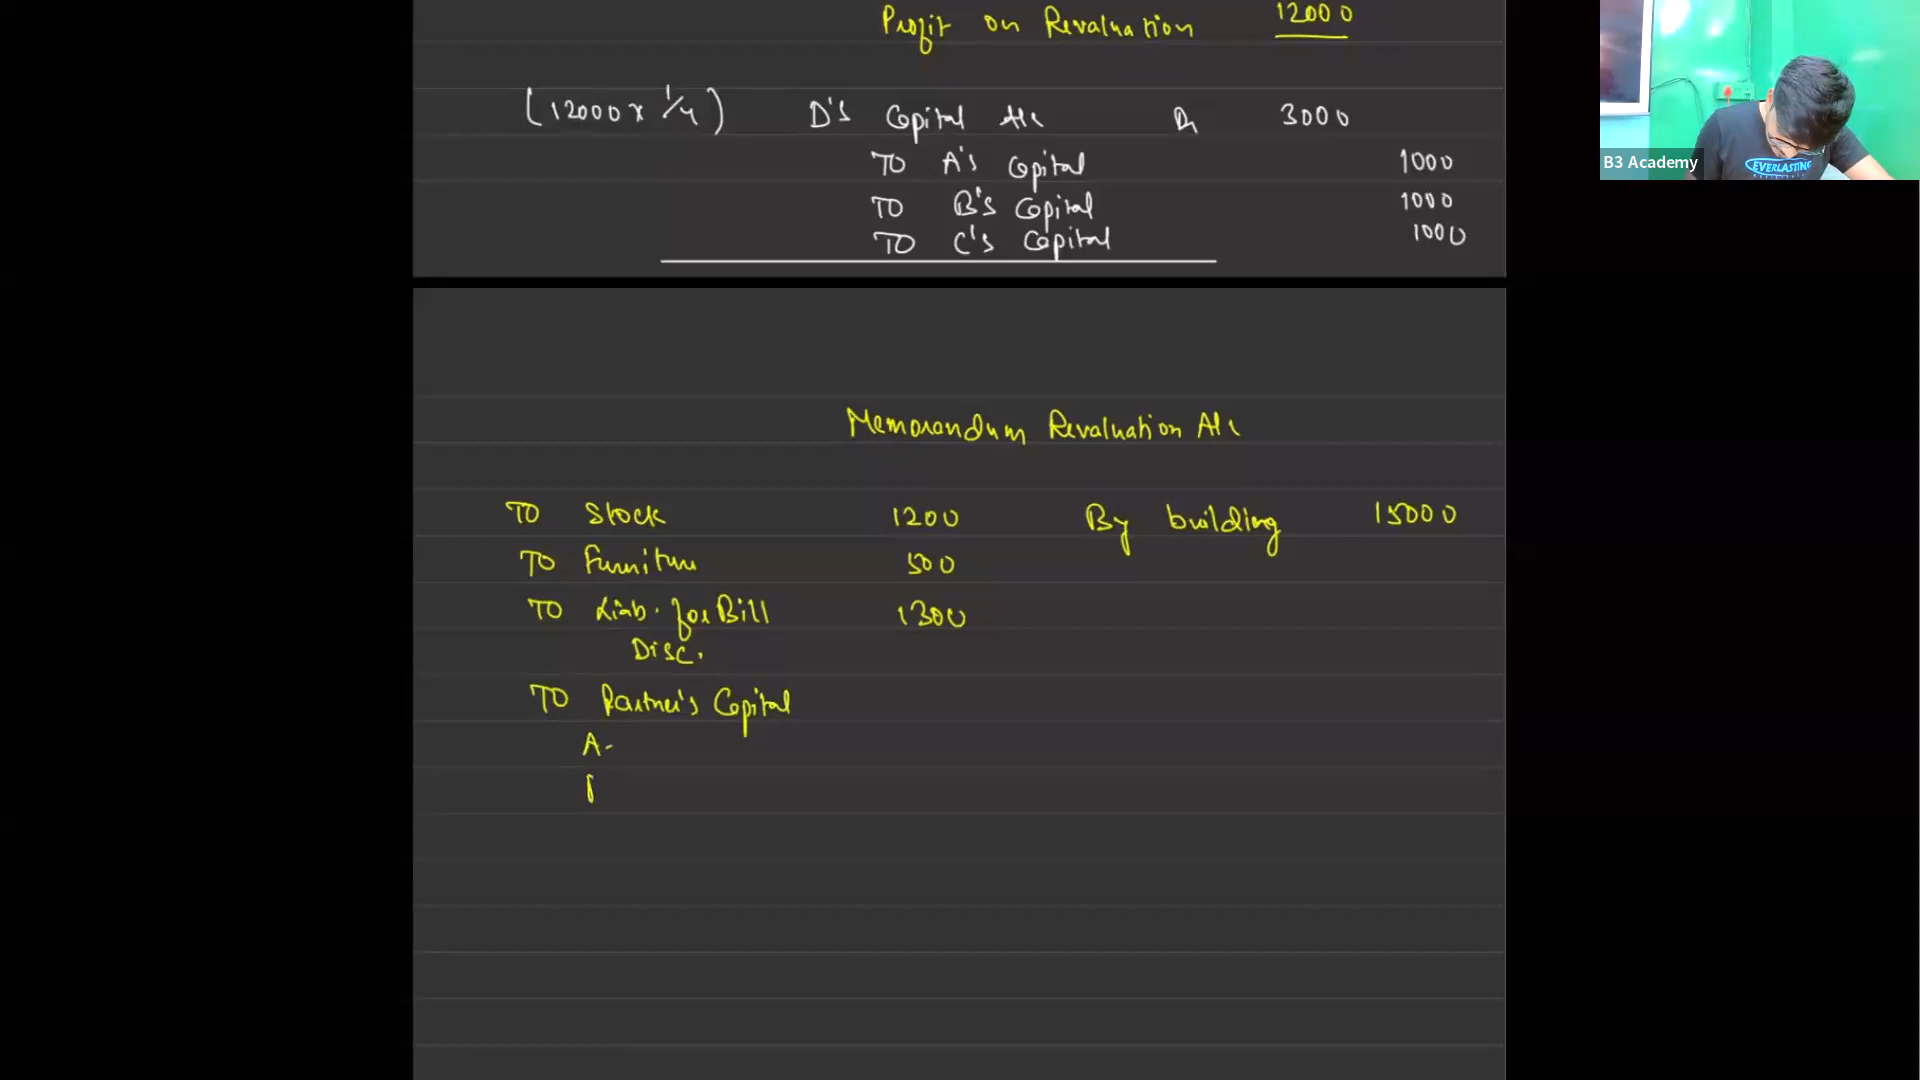 Profit on Revaluation 12000
(12000 x 1/4) D's Capital A/c Dr 3000
TO A's Capital 1000
TO B's Capital 1000
TO C's Capital 1000
B3 Academy
EVERLASTING
Memorandum Revaluation A/c
TO Stock 1200 By building 15000
TO Furniture 500
TO Liab. for Bill 1300
Disc.
TO Partner's Capital
A-